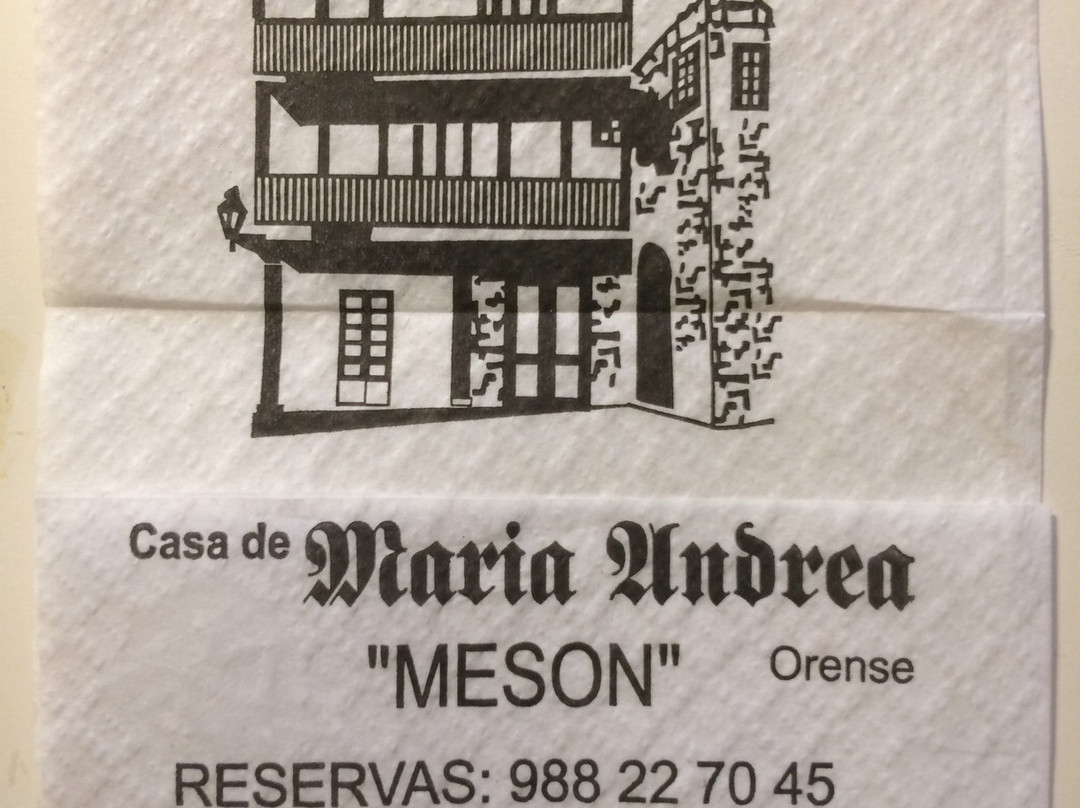 Casa de Maria Andrea
"MESON" Orense
RESERVAS: 988 22 70 45